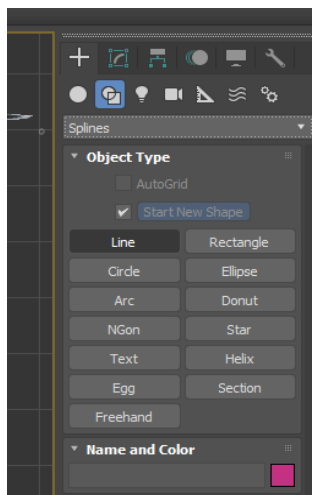 Splines
Object Type
AutoGrid
Start New Shape
Line Rectangle
Circle Ellipse
Arc Donut
NGon Star
Text Helix
Egg Section
Freehand
Name and Color